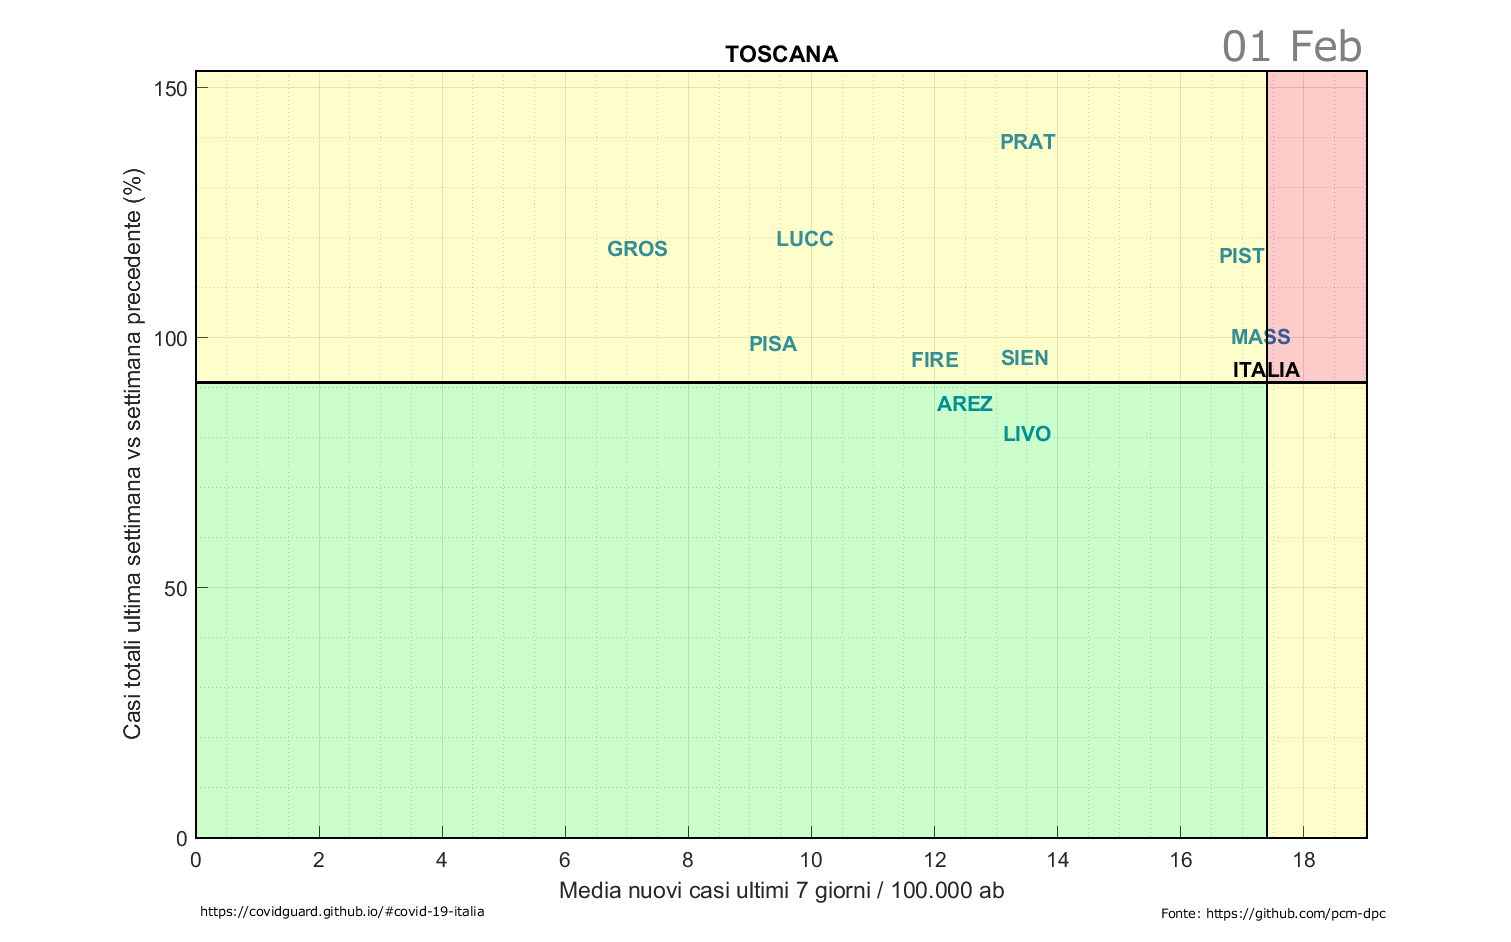 01 Feb
TOSCANA
150
PRAT
LUCC
GROS
PIST
100
MASS
PISA
FIRE
SIEN
ITALIA
AREZ
LIVO
50
0
Casi totali ultima settimana vs settimana precedente (%)
0 2 4 6 8 10 12 14 16 18
Media nuovi casi ultimi 7 giorni / 100.000 ab
https://covidguard.github.io/#covid-19-italia
Fonte: https://github.com/pcm-dpc